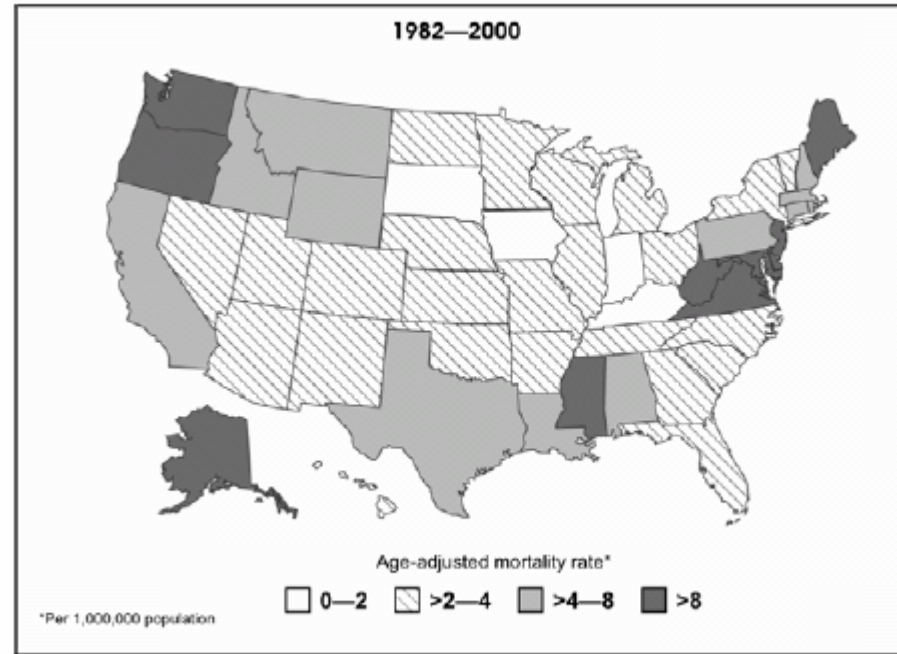 1982—2000
Age-adjusted mortality rate*
0—2 >2—4 >4—8 >8
*Per 1,000,000 population